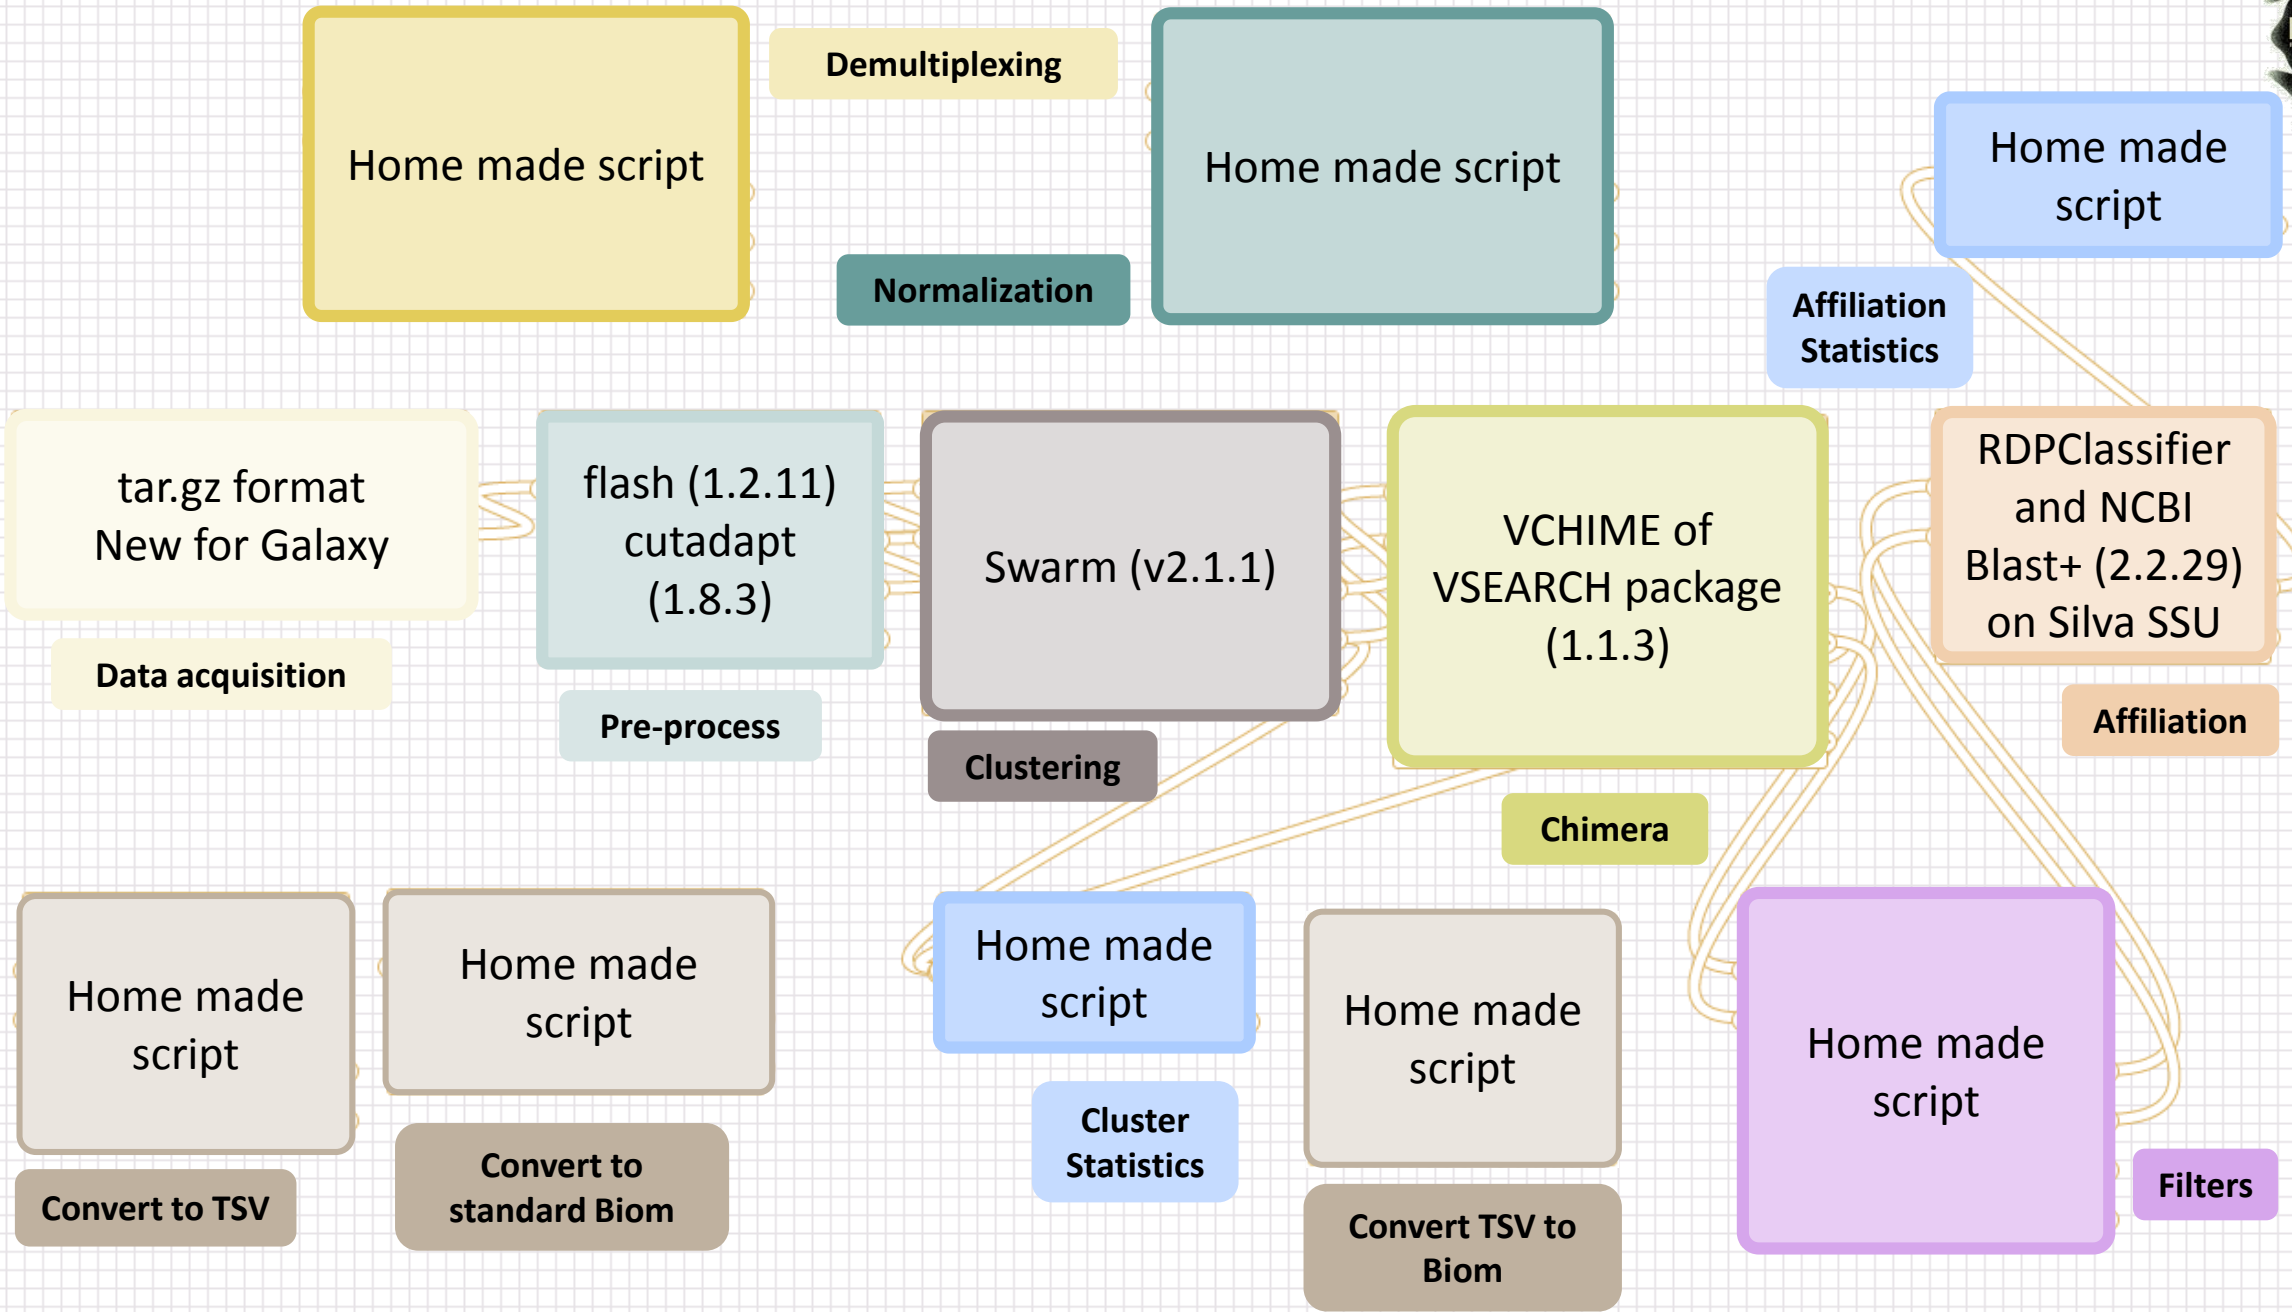 Home made script
Demultiplexing
Home made script
Normalization
Home made
script
Affiliation
Statistics
tar.gz format
New for Galaxy
Data acquisition
flash (1.2.11)
cutadapt
(1.8.3)
Pre-process
Swarm (v2.1.1)
Clustering
VCHIME of
VSEARCH package
(1.1.3)
Chimera
RDPClassifier
and NCBI
Blast+ (2.2.29)
on Silva SSU
Affiliation
Home made
script
Convert to TSV
Home made
script
Convert to
standard Biom
Home made
script
Cluster
Statistics
Home made
script
Convert TSV to
Biom
Home made
script
Filters